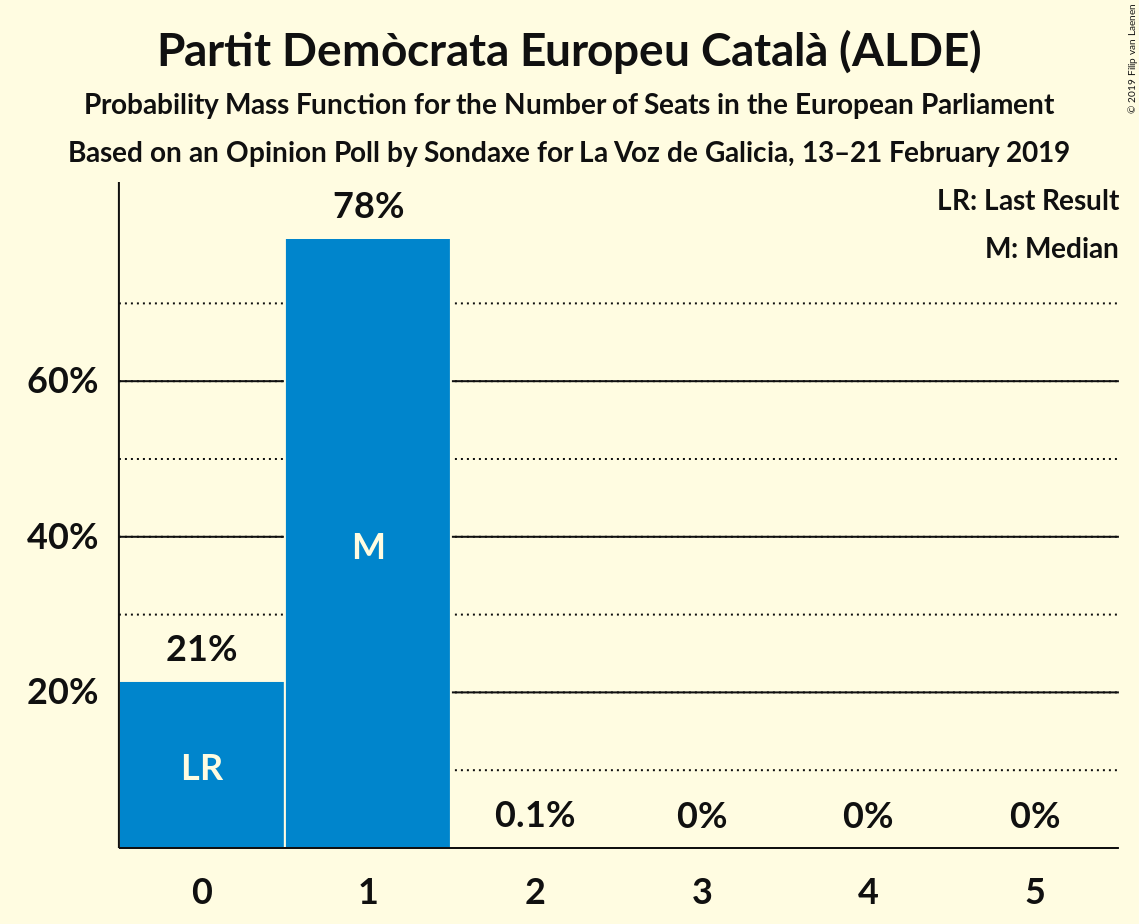 Partit Demòcrata Europeu Català (ALDE)
Probability Mass Function for the Number of Seats in the European Parliament
Based on an Opinion Poll by Sondaxe for La Voz de Galicia, 13–21 February 2019
© 2019 Filip van Laenen
LR: Last Result
M: Median
78%
60%
M
40%
21%
20%
LR
0.1%
0%
0%
0%
0
1
2
3
4
5